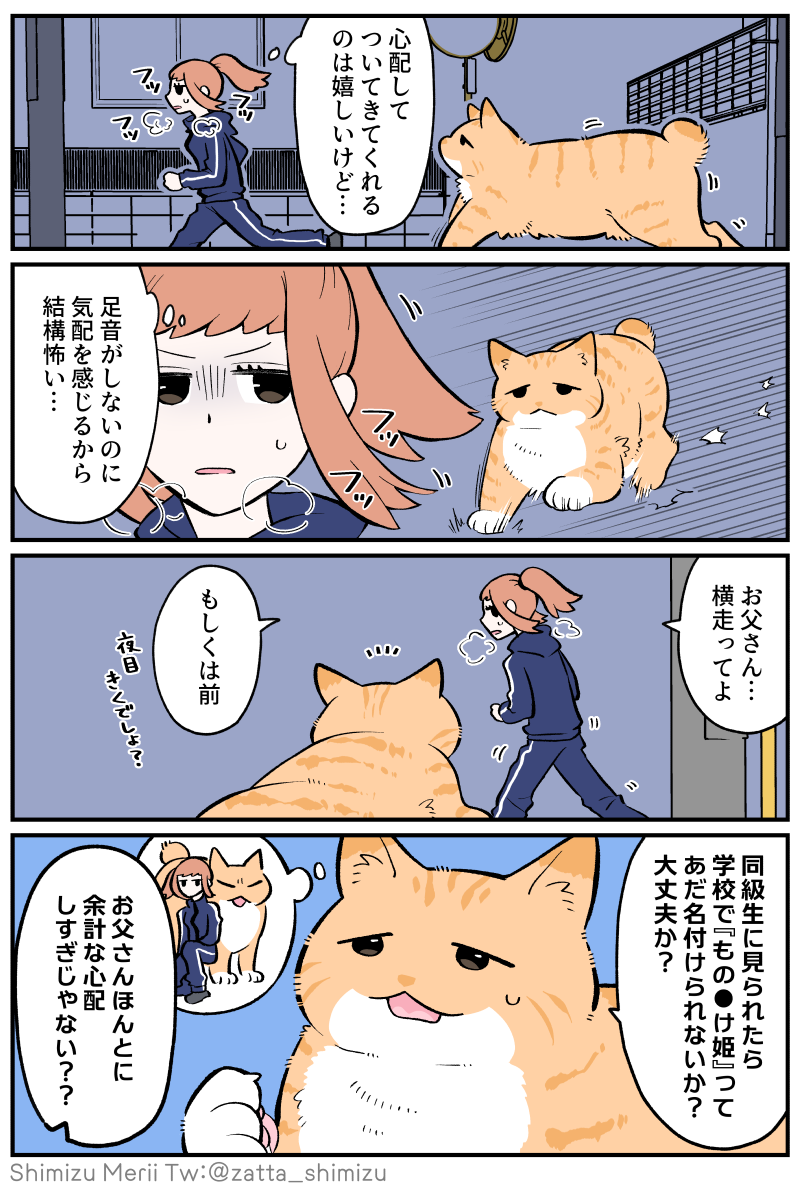 心配して
ついてきてくれる
のは嬉しいけど…
フッ
フッ
フッ
足音がしないのに
気配を感じるから
結構怖い…
フッ
フッ
お父さん…
横走ってよ
もしくは前
夜目
きくでしょ?
同級生に見られたら
学校で『もの●け姫』って
あだ名付けられないか?
大丈夫か?
お父さんほんとに
余計な心配
しすぎじゃない??
Shimizu Merii Tw:@zatta_shimizu